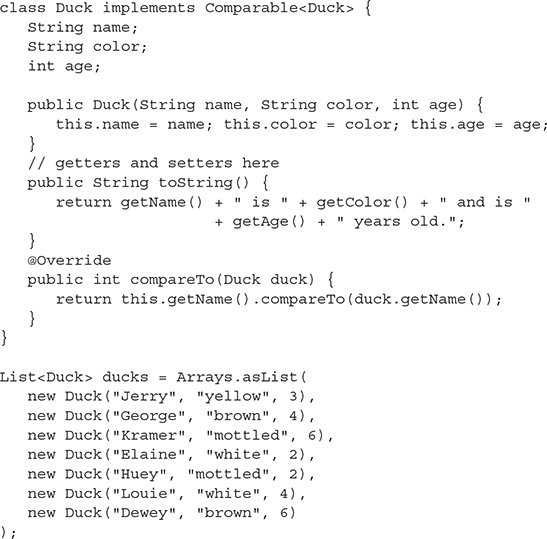 class Duck implements Comparable<Duck> {
   String name;
   String color;
   int age;

   public Duck(String name, String color, int age) {
      this.name = name; this.color = color; this.age = age;
   }
   // getters and setters here
   public String toString() {
      return getName() + " is " + getColor() + " and is "
                       + getAge() + " years old.";
   }
   @Override
   public int compareTo(Duck duck) {
      return this.getName().compareTo(duck.getName());
   }
}

List<Duck> ducks = Arrays.asList(
   new Duck("Jerry", "yellow", 3),
   new Duck("George", "brown", 4),
   new Duck("Kramer", "mottled", 6),
   new Duck("Elaine", "white", 2),
   new Duck("Huey", "mottled", 2),
   new Duck("Louie", "white", 4),
   new Duck("Dewey", "brown", 6)
);